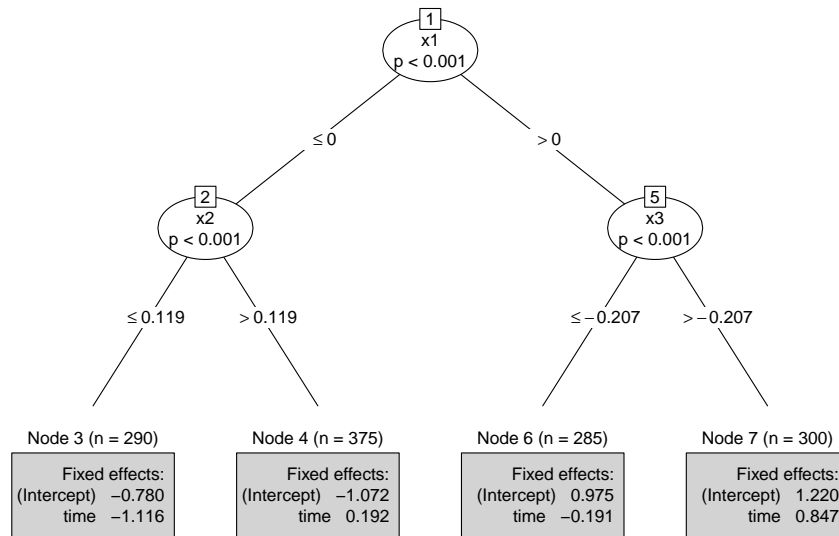 1
x1
p < 0.001
≤ 0
> 0
2
x2
p < 0.001
5
x3
p < 0.001
≤ 0.119
> 0.119
≤ −0.207
> −0.207
Node 3 (n = 290)
Fixed effects:
(Intercept) −0.780
time −1.116
Node 4 (n = 375)
Fixed effects:
(Intercept) −1.072
time 0.192
Node 6 (n = 285)
Fixed effects:
(Intercept) 0.975
time −0.191
Node 7 (n = 300)
Fixed effects:
(Intercept) 1.220
time 0.847